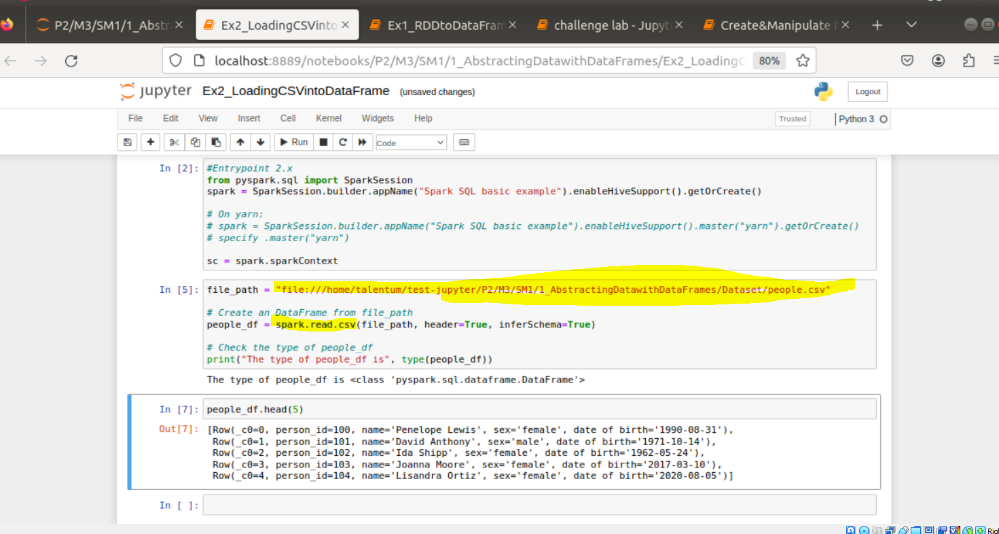 P2/M3/SM1/1_Abstr
Ex2_LoadingCSVinto
Ex1_RDDtoDataFram
challenge lab - Jupyt
Create&Manipulate
localhost:8889/notebooks/P2/M3/SM1/1_AbstractingDatawithDataFrames/Ex2_LoadingC
80%
jupyter Ex2_LoadingCSVintoDataFrame (unsaved changes)
Logout
File Edit View Insert Cell Kernel Widgets Help
Trusted
Python 3
Run
Code
In [2]: #Entrypoint 2.x
from pyspark.sql import SparkSession
spark = SparkSession.builder.appName("Spark SQL basic example").enableHiveSupport().getOrCreate()
# On yarn:
# spark = SparkSession.builder.appName("Spark SQL basic example").enableHiveSupport().master("yarn").getOrCreate()
# specify .master("yarn")
sc = spark.sparkContext
In [5]: file_path = "file:///home/talentum/test-jupyter/P2/M3/SM1/1_AbstractingDatawithDataFrames/Dataset/people.csv"
# Create an DataFrame from file_path
people_df = spark.read.csv(file_path, header=True, inferSchema=True)
# Check the type of people_df
print("The type of people_df is", type(people_df))
The type of people_df is <class 'pyspark.sql.dataframe.DataFrame'>
In [7]: people_df.head(5)
Out[7]: [Row(_c0=0, person_id=100, name='Penelope Lewis', sex='female', date of birth='1990-08-31'),
Row(_c0=1, person_id=101, name='David Anthony', sex='male', date of birth='1971-10-14'),
Row(_c0=2, person_id=102, name='Ida Shipp', sex='female', date of birth='1962-05-24'),
Row(_c0=3, person_id=103, name='Joanna Moore', sex='female', date of birth='2017-03-10'),
Row(_c0=4, person_id=104, name='Lisandra Ortiz', sex='female', date of birth='2020-08-05')]
In [ ]: